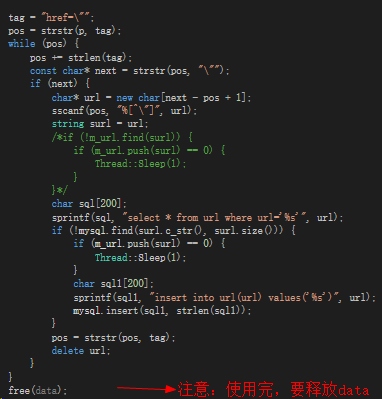 tag = "href=\"";
pos = strstr(p, tag);
while (pos) {
    pos += strlen(tag);
    const char* next = strstr(pos, "\"");
    if (next) {
        char* url = new char[next - pos + 1];
        sscanf(pos, "%[^\"]", url);
        string surl = url;
        /*if (!m_url.find(surl)) {
            if (m_url.push(surl) == 0) {
                Thread::Sleep(1);
            }
        }*/
        char sql[200];
        sprintf(sql, "select * from url where url='%s'", url);
        if (!mysql.find(surl.c_str(), surl.size())) {
            if (m_url.push(surl) == 0) {
                Thread::Sleep(1);
            }
            char sql1[200];
            sprintf(sql1, "insert into url(url) values('%s')", url);
            mysql.insert(sql1, strlen(sql1));
        }
        pos = strstr(pos, tag);
        delete url;
    }
}
free(data); 注意：使用完，要释放data